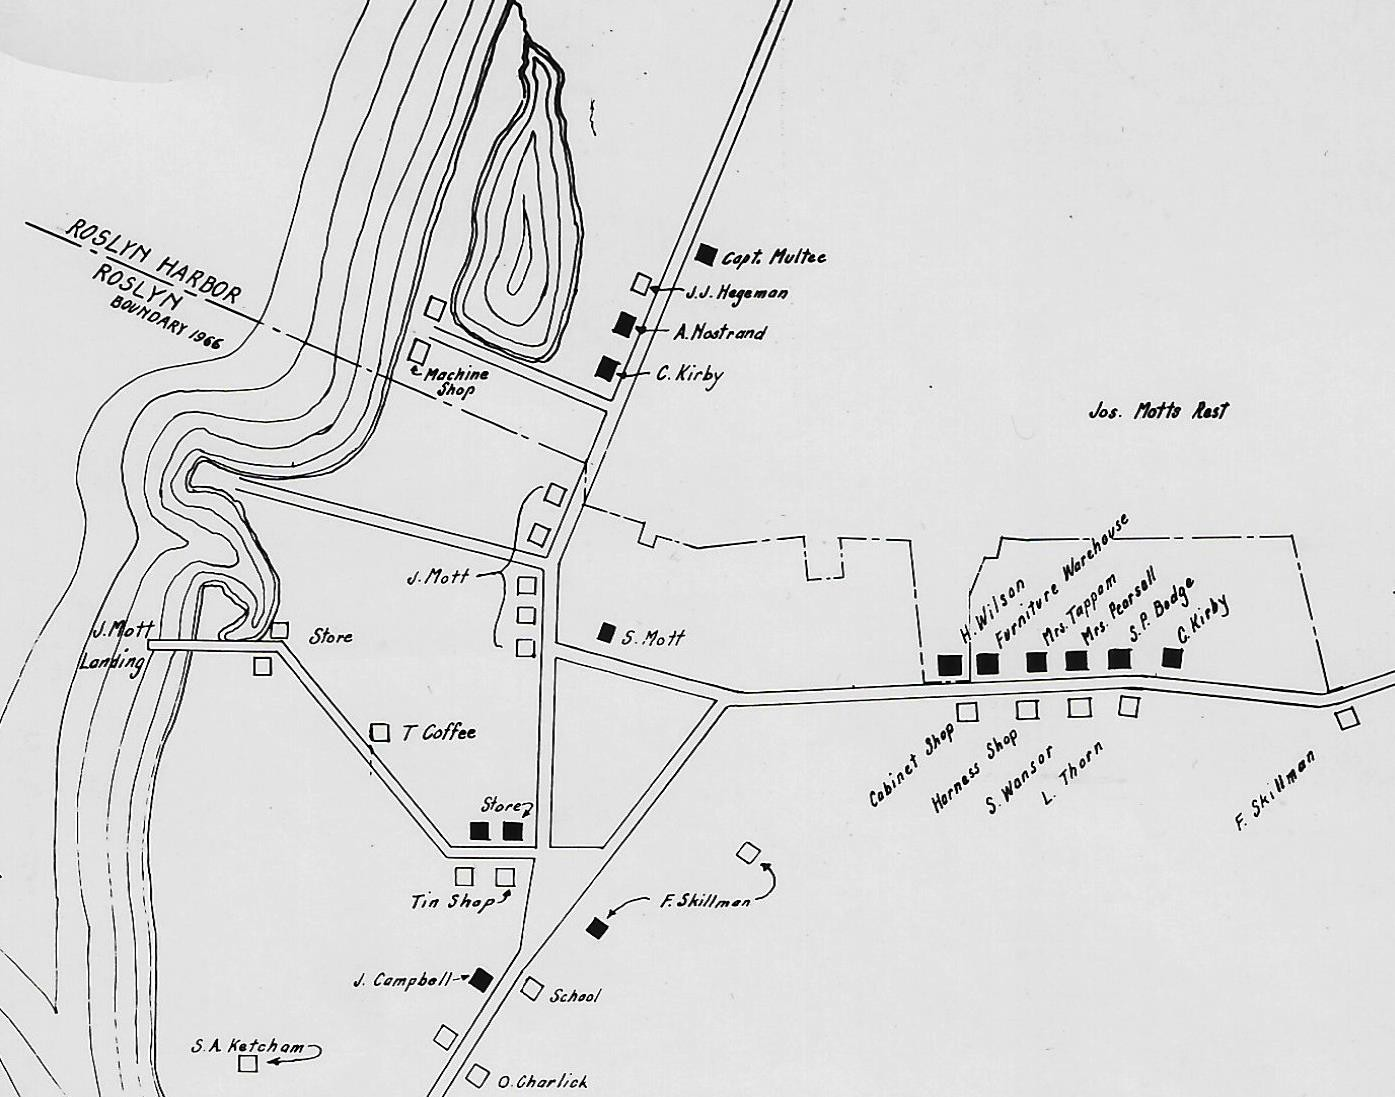 ROSLYN HARBOR
ROSLYN
BOUNDARY 1966
Capt. Multee
J.J. Hegeman
A. Nostrand
C. Kirby
Machine
Shop
Jos. Motts Rest
J. Mott
H. Wilson
Furniture Warehouse
Mrs. Tappam
Mrs. Pearsall
S.P. Bedge
C. Kirby
J. Mott
Landing
Store
S. Mott
T Coffee
Cabinet Shop
Harness Shop
S. Wansor
L. Thorn
F. Skillman
Store
Tin Shop
F. Skillman
J. Campbell
School
S.A. Ketcham
O. Charlick